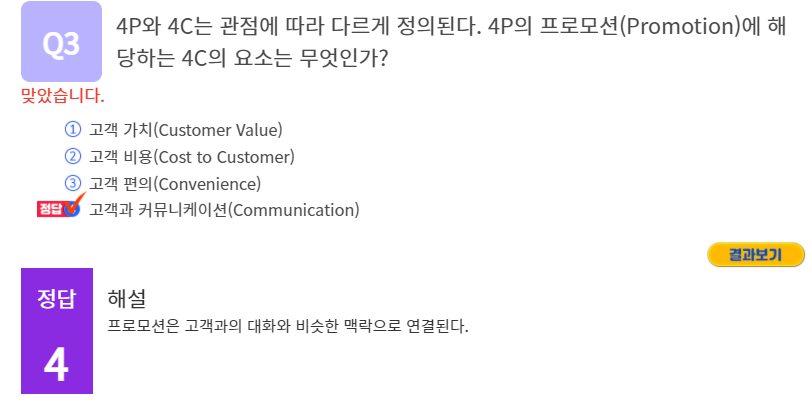 Q3
4P와 4C는 관점에 따라 다르게 정의된다. 4P의 프로모션(Promotion)에 해
당하는 4C의 요소는 무엇인가?
맞았습니다.
① 고객 가치(Customer Value)
② 고객 비용(Cost to Customer)
③ 고객 편의(Convenience)
정답 고객과 커뮤니케이션(Communication)
결과보기
정답
4
해설
프로모션은 고객과의 대화와 비슷한 맥락으로 연결된다.